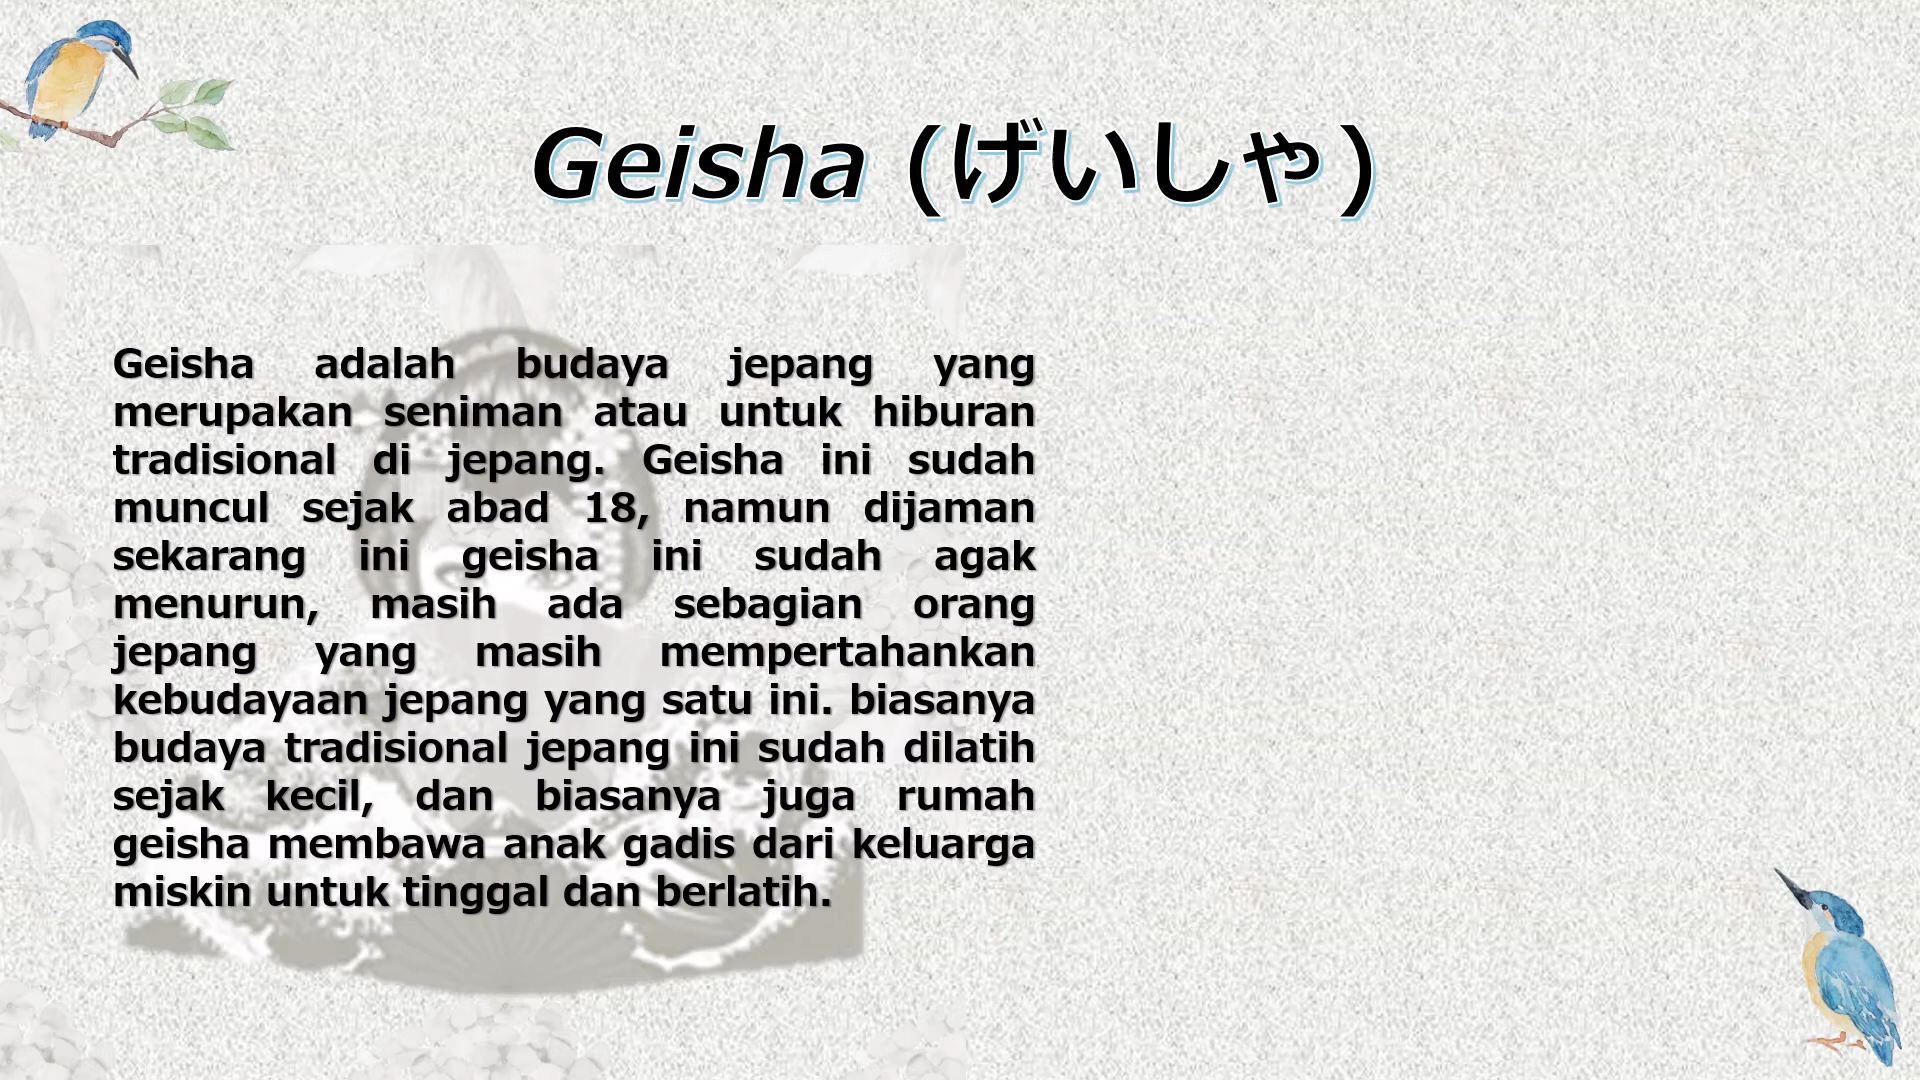 Geisha (げいしゃ)
Geisha adalah budaya jepang yang
merupakan seniman atau untuk hiburan
tradisional di jepang. Geisha ini sudah
muncul sejak abad 18, namun dijaman
sekarang ini geisha ini sudah agak
menurun, masih ada sebagian orang
jepang yang masih mempertahankan
kebudayaan jepang yang satu ini. biasanya
budaya tradisional jepang ini sudah dilatih
sejak kecil, dan biasanya juga rumah
geisha membawa anak gadis dari keluarga
miskin untuk tinggal dan berlatih.